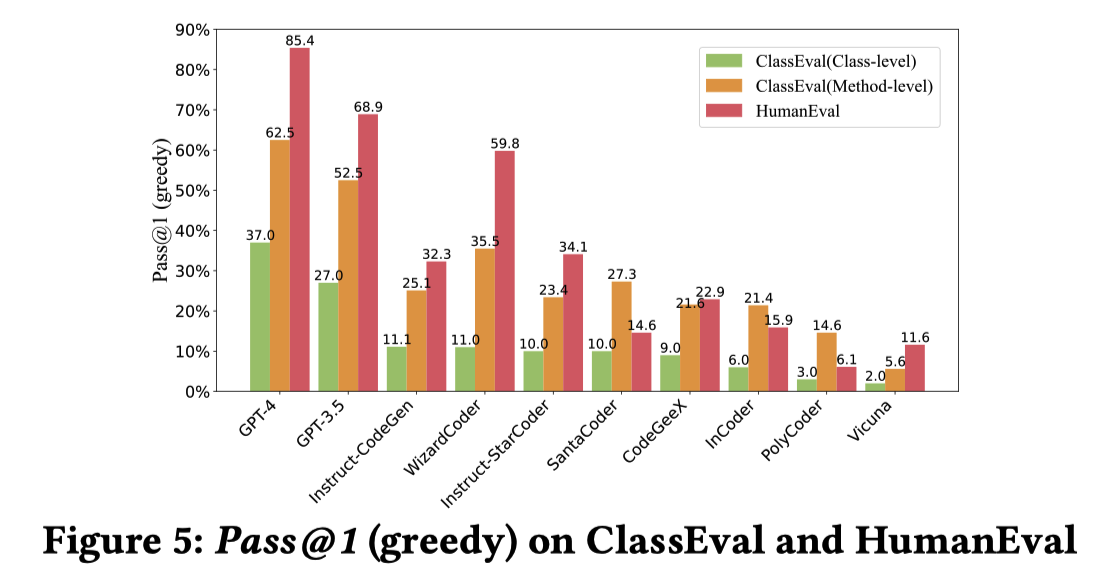 90%
80%
70%
60%
50%
40%
30%
20%
10%
0%
Pass@1 (greedy)
ClassEval(Class-level)
ClassEval(Method-level)
HumanEval
37.0 62.5 85.4
27.0 52.5 68.9
11.1 25.1 32.3
11.0 35.5 59.8
10.0 23.4 34.1
10.0 27.3 14.6
9.0 21.6 22.9
6.0 21.4 15.9
3.0 14.6 6.1
2.0 5.6 11.6
GPT-4
GPT-3.5
Instruct-CodeGen
WizardCoder
Instruct-StarCoder
SantaCoder
CodeGeeX
InCoder
PolyCoder
Vicuna
Figure 5: Pass@1 (greedy) on ClassEval and HumanEval